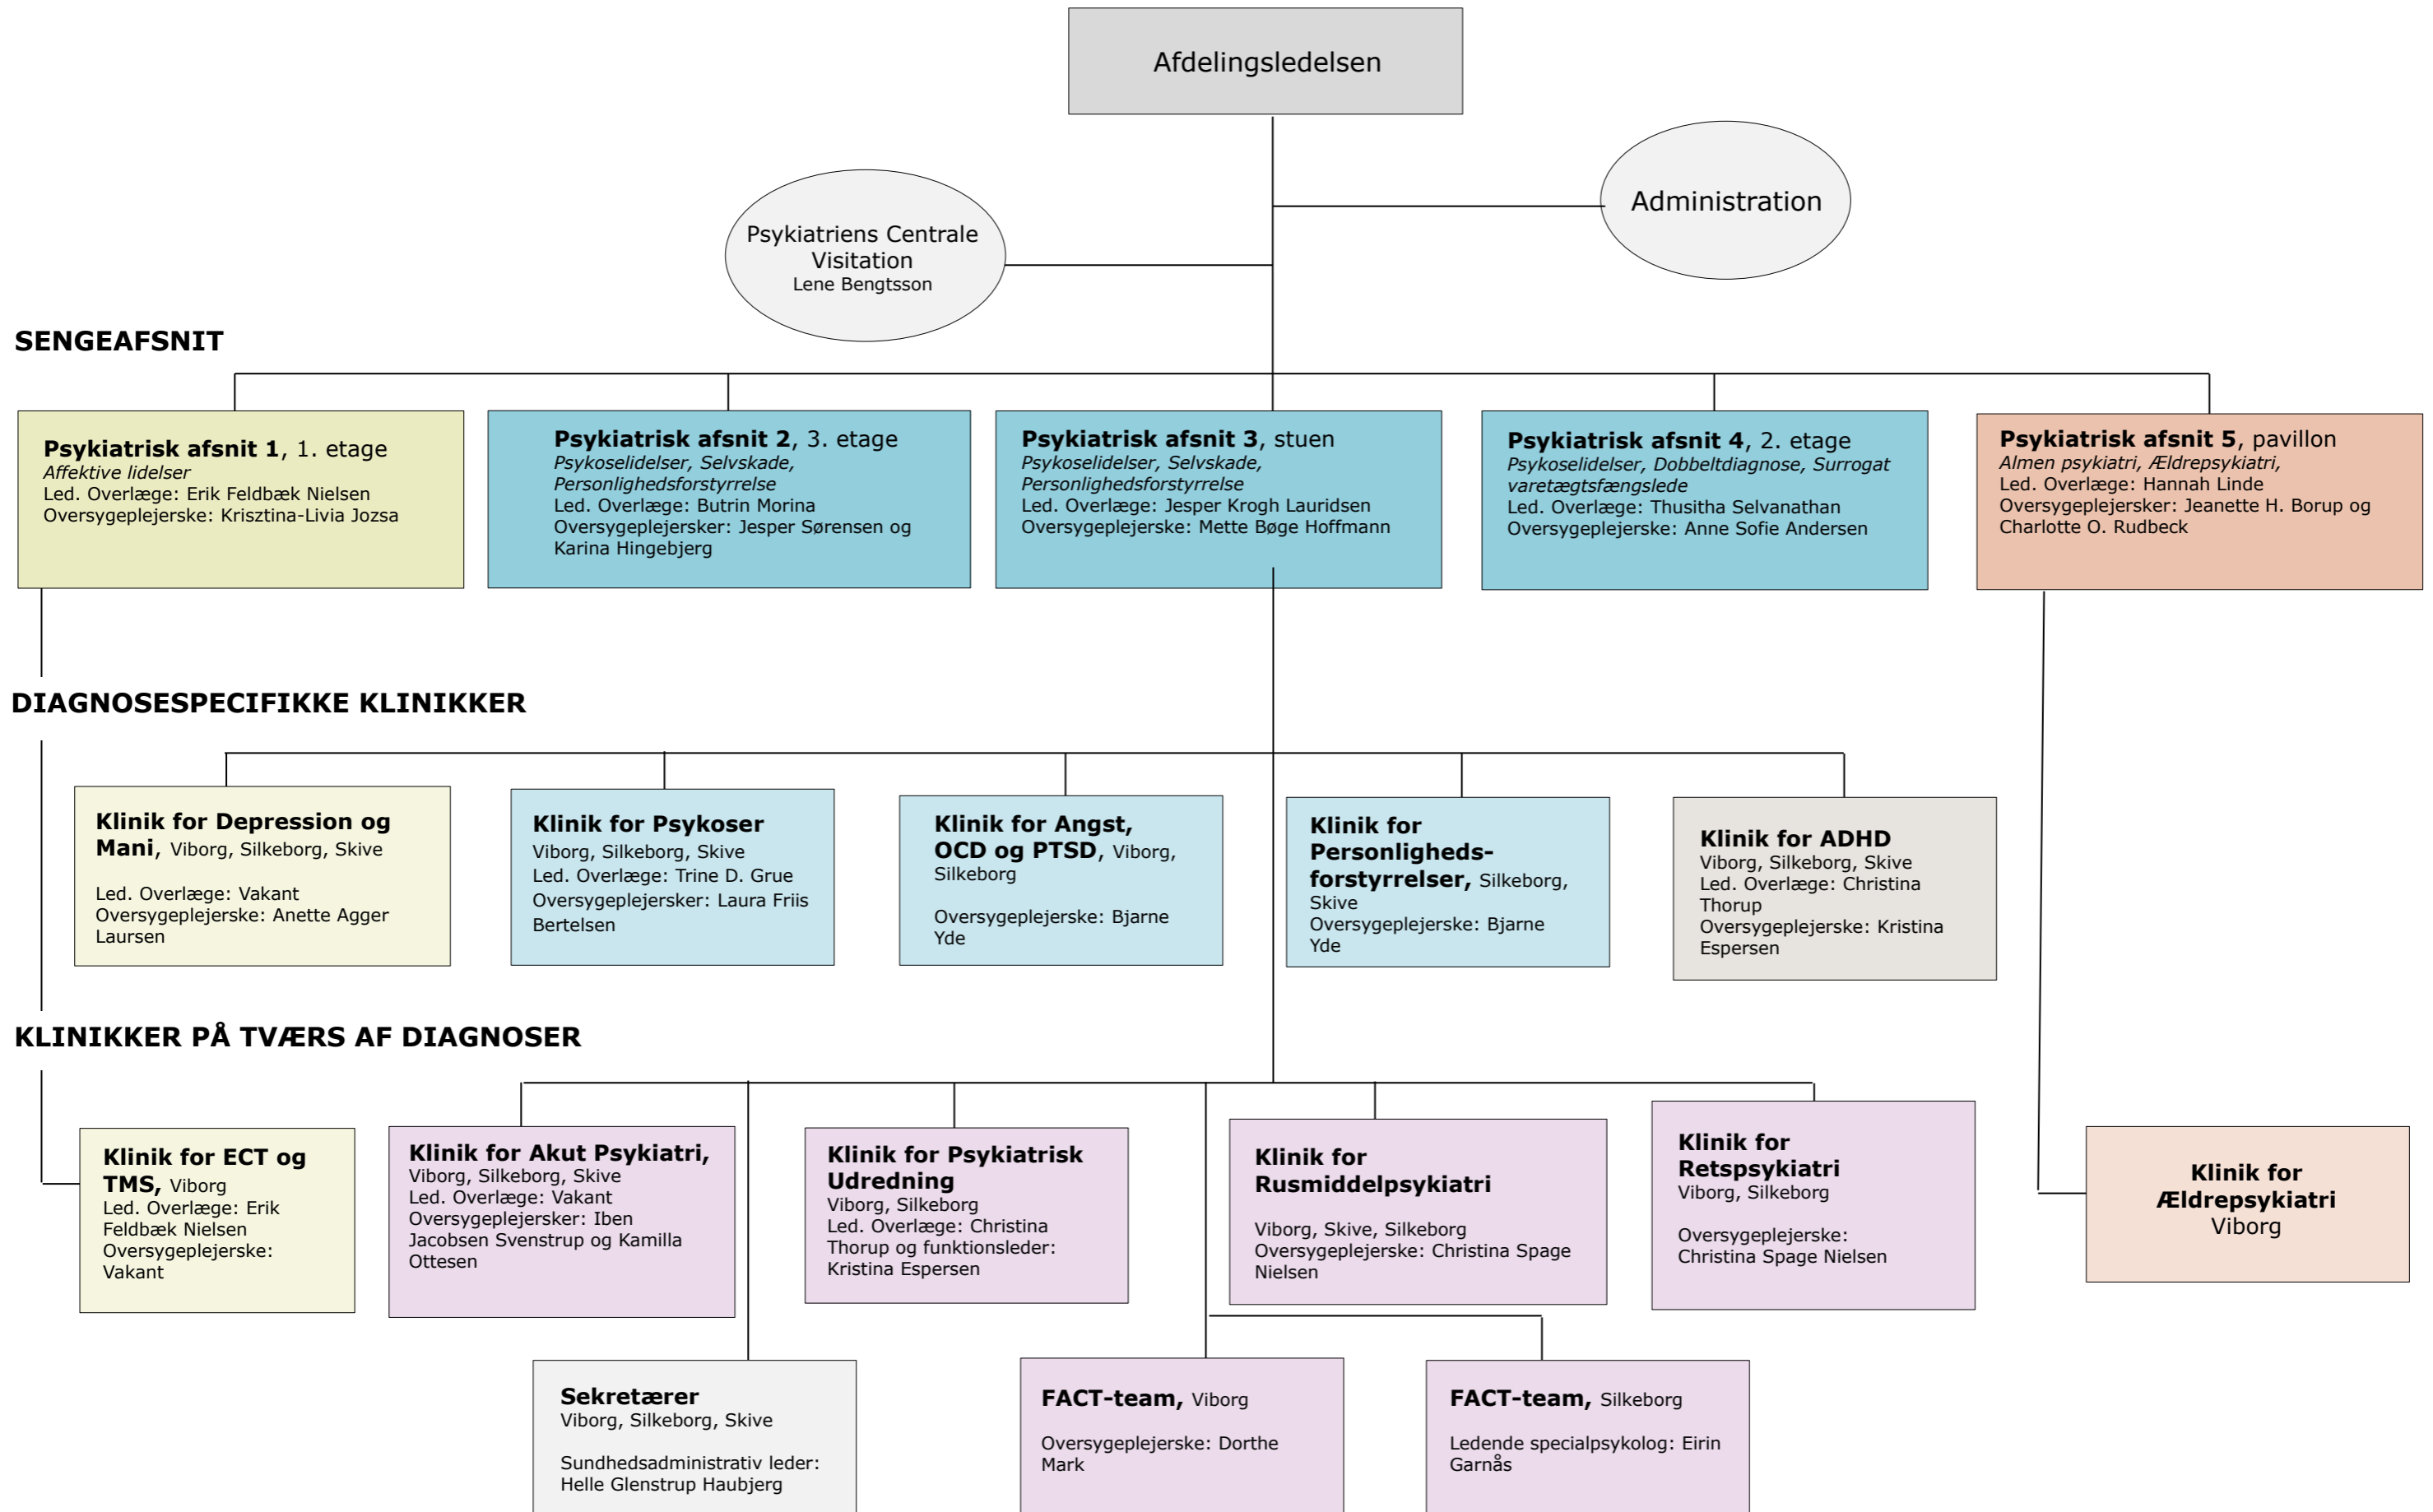 Afdelingsledelsen
Administration
Psykiatriens Centrale
Visitation
Lene Bengtsson
SENGEAFSNIT
Psykiatrisk afsnit 1, 1. etage
Affektive lidelser
Led. Overlæge: Erik Feldbæk Nielsen
Oversygeplejerske: Krisztina-Livia Jozsa
Psykiatrisk afsnit 2, 3. etage
Psykoselidelser, Selvskade,
Personlighedsforstyrrelse
Led. Overlæge: Butrin Morina
Oversygeplejersker: Jesper Sørensen og
Karina Hingebjerg
Psykiatrisk afsnit 3, stuen
Psykoselidelser, Selvskade,
Personlighedsforstyrrelse
Led. Overlæge: Jesper Krogh Lauridsen
Oversygeplejerske: Mette Bøge Hoffmann
Psykiatrisk afsnit 4, 2. etage
Psykoselidelser, Dobbeltdiagnose, Surrogat
varetægtsfængslede
Led. Overlæge: Thusitha Selvanathan
Oversygeplejerske: Anne Sofie Andersen
Psykiatrisk afsnit 5, pavillon
Almen psykiatri, Ældrepsykiatri,
Led. Overlæge: Hannah Linde
Oversygeplejersker: Jeanette H. Borup og
Charlotte O. Rudbeck
DIAGNOSESPECIFIKKE KLINIKKER
Klinik for Depression og
Mani, Viborg, Silkeborg, Skive
Led. Overlæge: Vakant
Oversygeplejerske: Anette Agger
Laursen
Klinik for Psykoser
Viborg, Silkeborg, Skive
Led. Overlæge: Trine D. Grue
Oversygeplejersker: Laura Friis
Bertelsen
Klinik for Angst,
OCD og PTSD, Viborg,
Silkeborg
Oversygeplejerske: Bjarne
Yde
Klinik for
Personligheds-
forstyrrelser, Silkeborg,
Skive
Oversygeplejerske: Bjarne
Yde
Klinik for ADHD
Viborg, Silkeborg, Skive
Led. Overlæge: Christina
Thorup
Oversygeplejerske: Kristina
Espersen
KLINIKKER PÅ TVÆRS AF DIAGNOSER
Klinik for ECT og
TMS, Viborg
Led. Overlæge: Erik
Feldbæk Nielsen
Oversygeplejerske:
Vakant
Klinik for Akut Psykiatri,
Viborg, Silkeborg, Skive
Led. Overlæge: Vakant
Oversygeplejersker: Iben
Jacobsen Svenstrup og Kamilla
Ottesen
Klinik for Psykiatrisk
Udredning
Viborg, Silkeborg
Led. Overlæge: Christina
Thorup og funktionsleder:
Kristina Espersen
Klinik for
Rusmiddelpsykiatri
Viborg, Skive, Silkeborg
Oversygeplejerske: Christina Spage
Nielsen
Klinik for
Retspsykiatri
Viborg, Silkeborg
Oversygeplejerske:
Christina Spage Nielsen
Klinik for
Ældrepsykiatri
Viborg
Sekretærer
Viborg, Silkeborg, Skive
Sundhedsadministrativ leder:
Helle Glenstrup Haubjerg
FACT-team, Viborg
Oversygeplejerske: Dorthe
Mark
FACT-team, Silkeborg
Ledende specialpsykolog: Eirin
Garnås